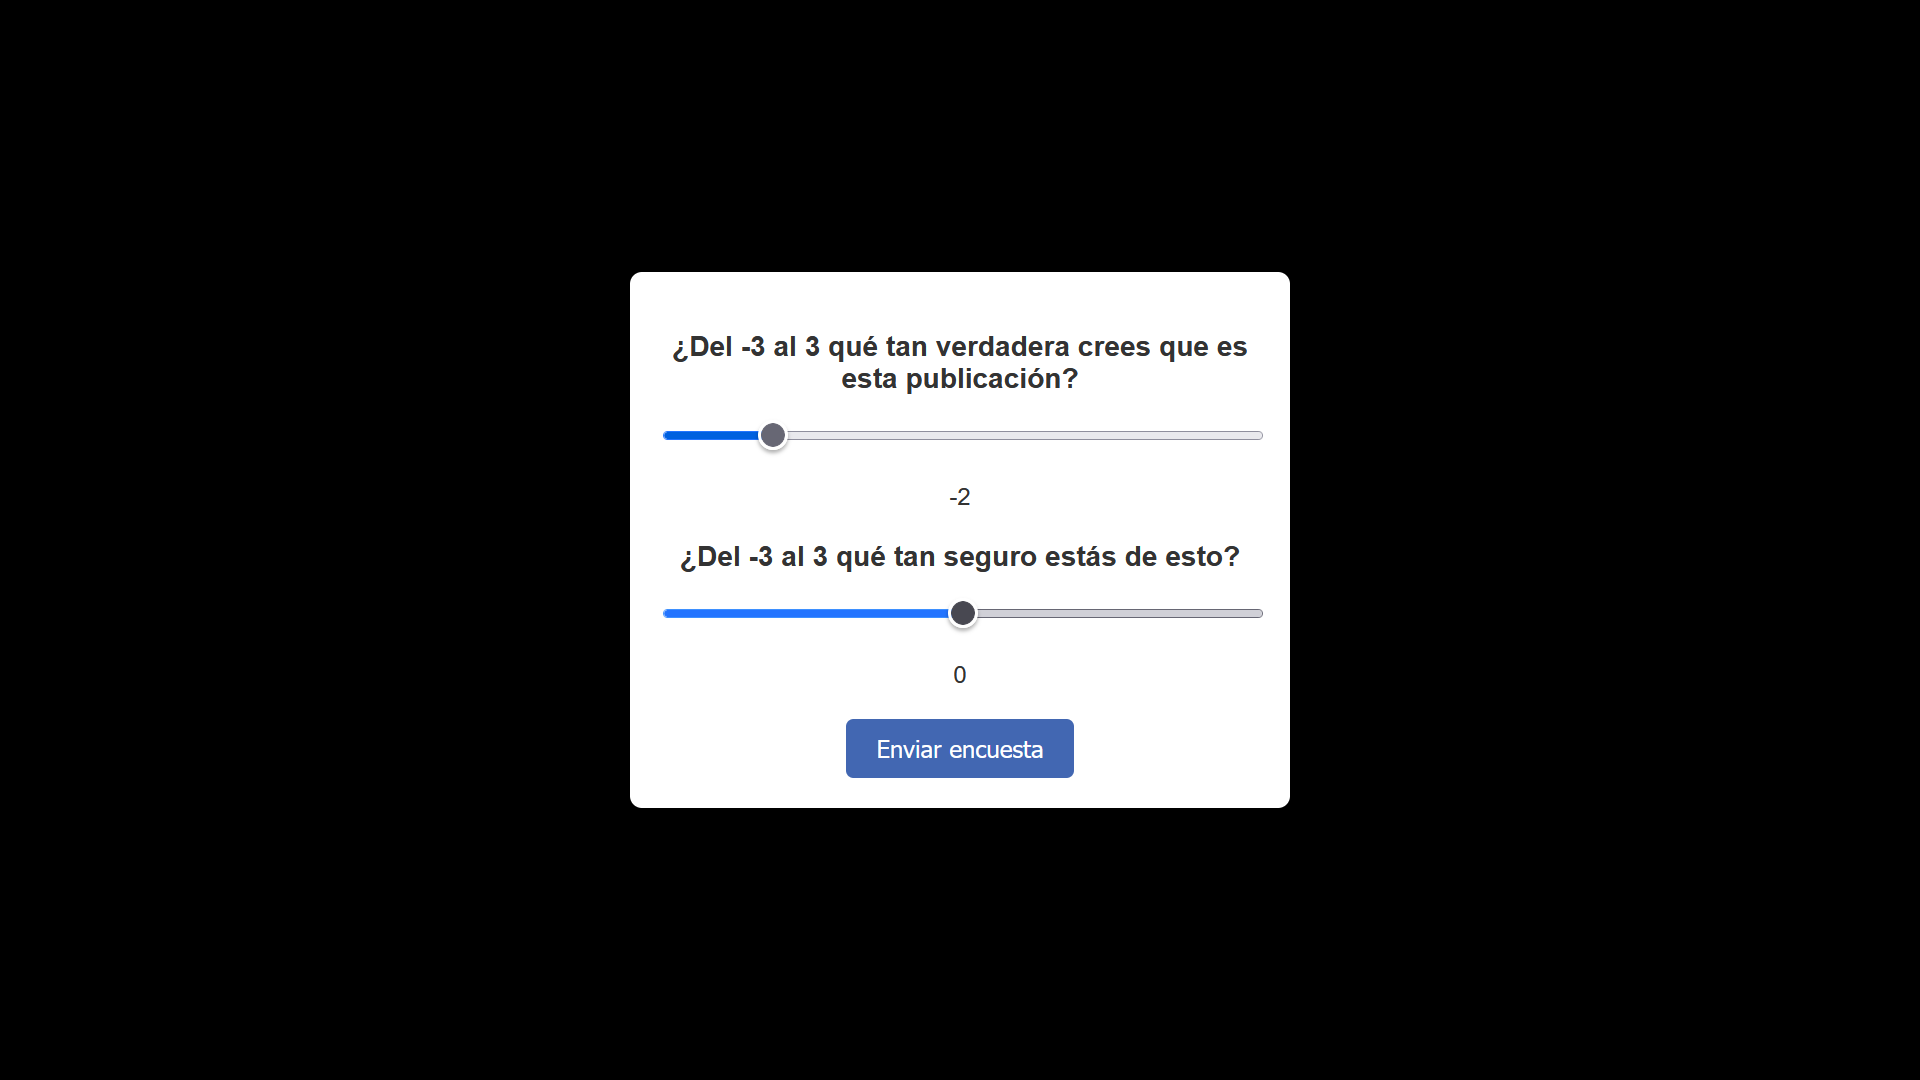 ¿Del -3 al 3 qué tan verdadera crees que es
esta publicación?
-2
¿Del -3 al 3 qué tan seguro estás de esto?
0
Enviar encuesta